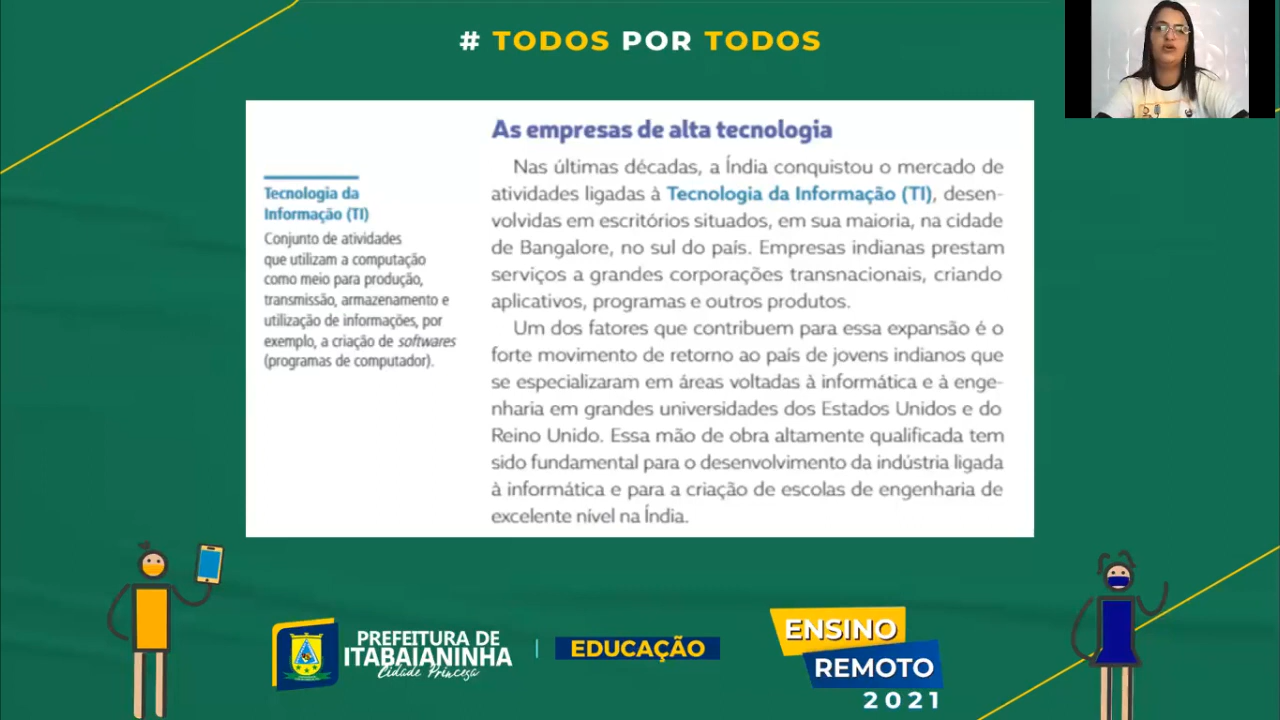 # TODOS POR TODOS
As empresas de alta tecnologia
Nas últimas décadas, a Índia conquistou o mercado de
atividades ligadas à Tecnologia da Informação (TI), desen-
volvidas em escritórios situados, em sua maioria, na cidade
de Bangalore, no sul do país. Empresas indianas prestam
serviços a grandes corporações transnacionais, criando
aplicativos, programas e outros produtos.
Um dos fatores que contribuem para essa expansão é o
forte movimento de retorno ao país de jovens indianos que
se especializaram em áreas voltadas à informática e à enge-
nharia em grandes universidades dos Estados Unidos e do
Reino Unido. Essa mão de obra altamente qualificada tem
sido fundamental para o desenvolvimento da indústria ligada
à informática e para a criação de escolas de engenharia de
excelente nível na Índia.
Tecnologia da
Informação (TI)
Conjunto de atividades
que utilizam a computação
como meio para produção,
transmissão, armazenamento e
utilização de informações, por
exemplo, a criação de softwares
(programas de computador).
PREFEITURA DE
ITABAIANINHA
Cidade Princesa
EDUCAÇÃO
ENSINO
REMOTO
2021